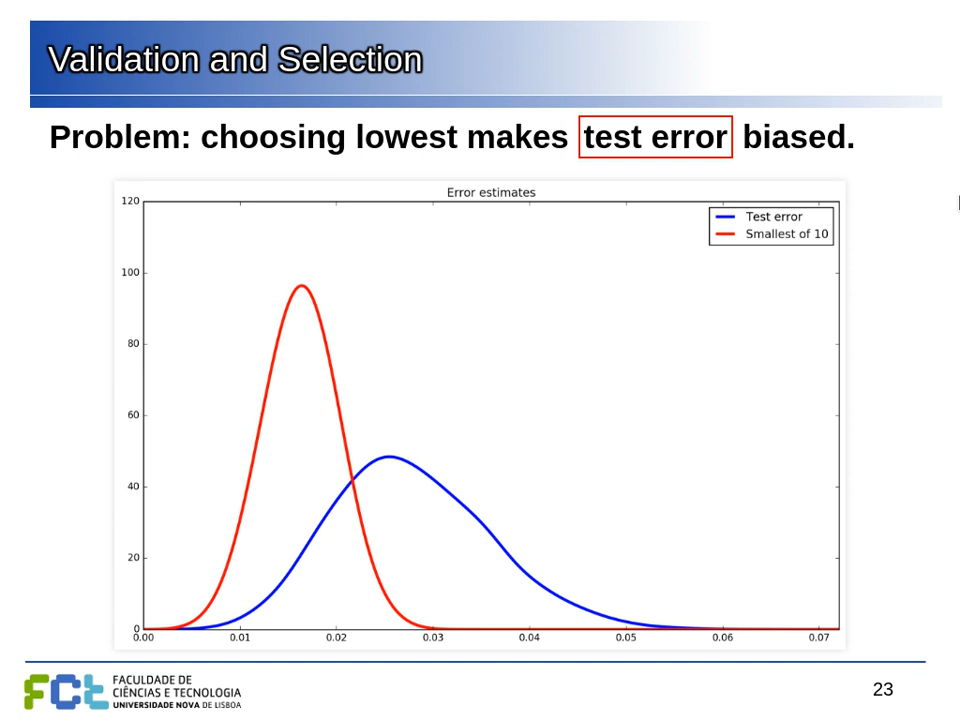 Validation and Selection
Problem: choosing lowest makes test error biased.
Error estimates
Test error
Smallest of 10
120
100
80
60
40
20
0
0.00 0.01 0.02 0.03 0.04 0.05 0.06 0.07
FCt
FACULDADE DE
CIÊNCIAS E TECNOLOGIA
UNIVERSIDADE NOVA DE LISBOA
23